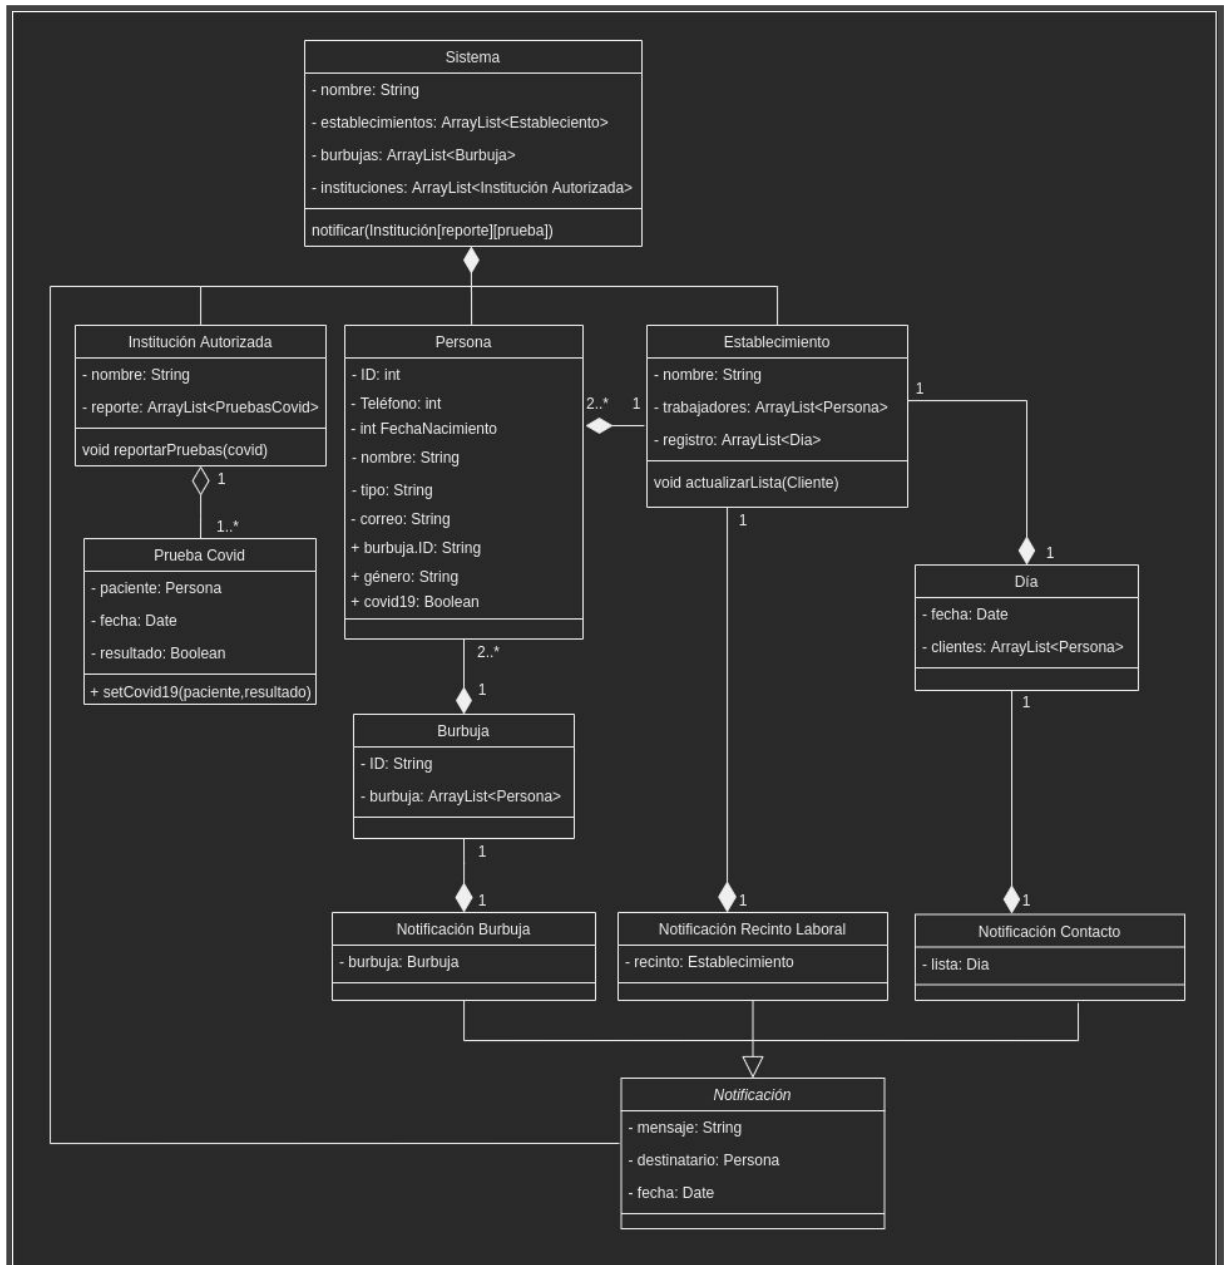 Sistema
- nombre: String
- establecimientos: ArrayList<Estableciento>
- burbujas: ArrayList<Burbuja>
- instituciones: ArrayList<Institución Autorizada>
notificar(Institución[reporte][prueba])
Institución Autorizada
- nombre: String
- reporte: ArrayList<PruebasCovid>
void reportarPruebas(covid)
1
1..*
Prueba Covid
- paciente: Persona
- fecha: Date
- resultado: Boolean
+ setCovid19(paciente,resultado)
Persona
- ID: int
- Teléfono: int
- int FechaNacimiento
- nombre: String
- tipo: String
- correo: String
+ burbuja.ID: String
+ género: String
+ covid19: Boolean
2..*
1
Establecimiento
- nombre: String
- trabajadores: ArrayList<Persona>
- registro: ArrayList<Dia>
void actualizarLista(Cliente)
1
1
1
Día
- fecha: Date
- clientes: ArrayList<Persona>
1
2..*
1
Burbuja
- ID: String
- burbuja: ArrayList<Persona>
1
1
Notificación Burbuja
- burbuja: Burbuja
1
Notificación Recinto Laboral
- recinto: Establecimiento
1
Notificación Contacto
- lista: Dia
Notificación
- mensaje: String
- destinatario: Persona
- fecha: Date